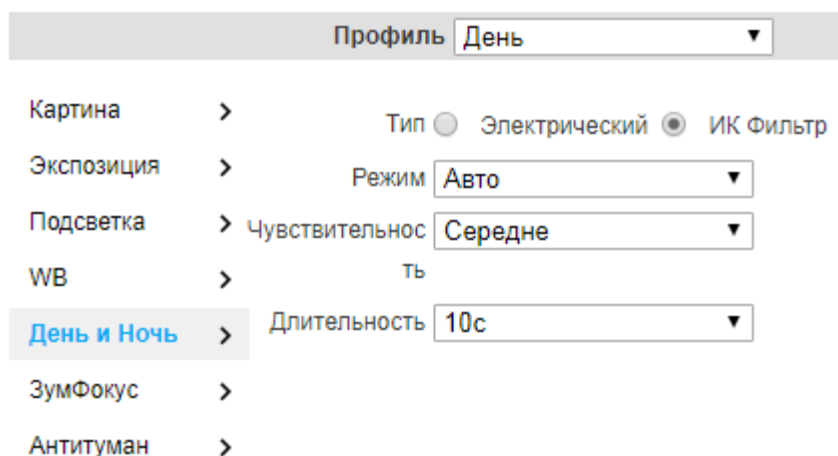 Профиль День
Картина
Тип Электрический ИК Фильтр
Экспозиция
Режим Авто
Подсветка
Чувствительнос
ть
Середне
WB
День и Ночь
Длительность 10с
ЗумФокус
Антитуман